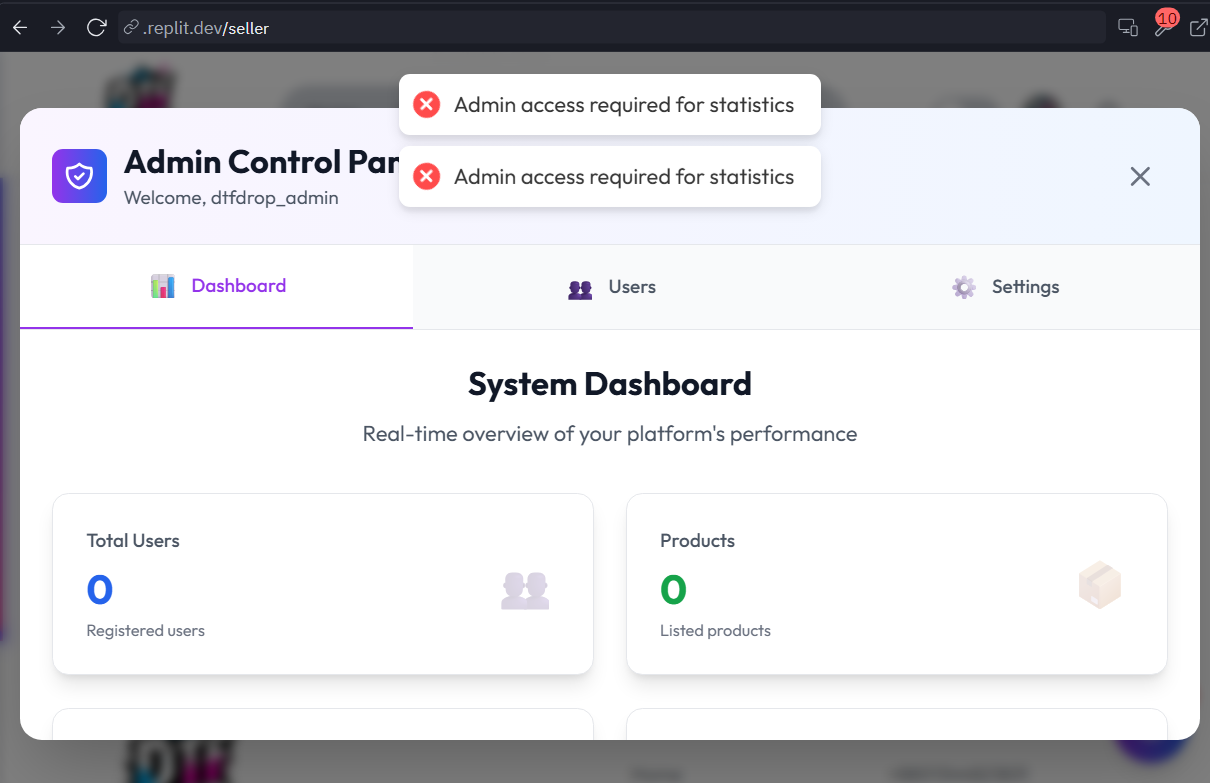 .replit.dev/seller
10
Admin access required for statistics
Admin access required for statistics
Admin Control Pan
Welcome, dtfdrop_admin
Dashboard
Users
Settings
System Dashboard
Real-time overview of your platform's performance
Total Users
0
Registered users
Products
0
Listed products